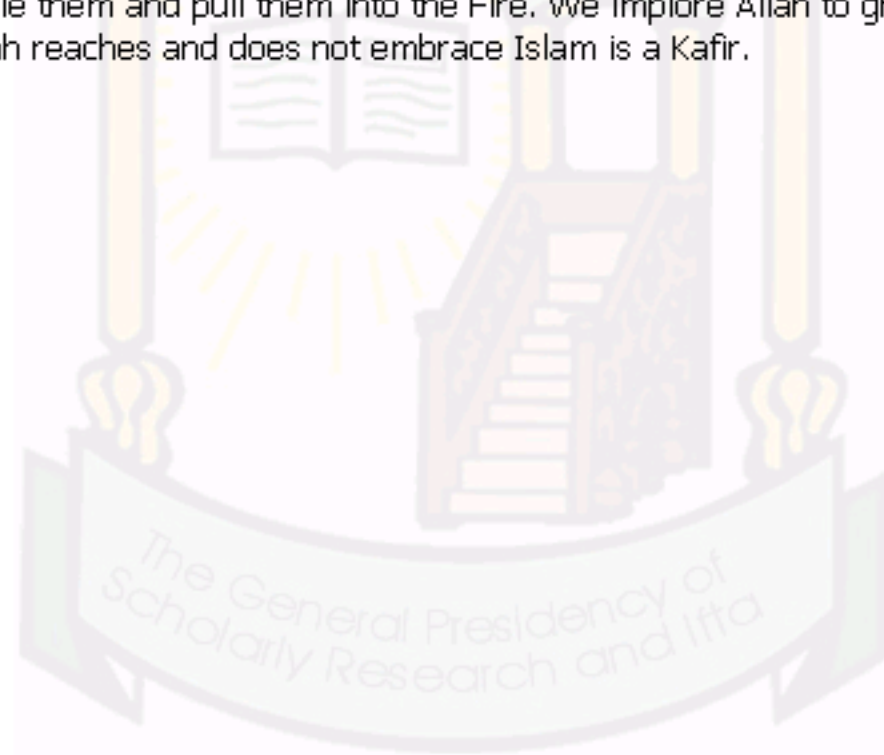 them and pull them into the Fire. We implore Allah to
reaches and does not embrace Islam is a Kafir.
The General Presidency of
Scholarly Research and Ifta